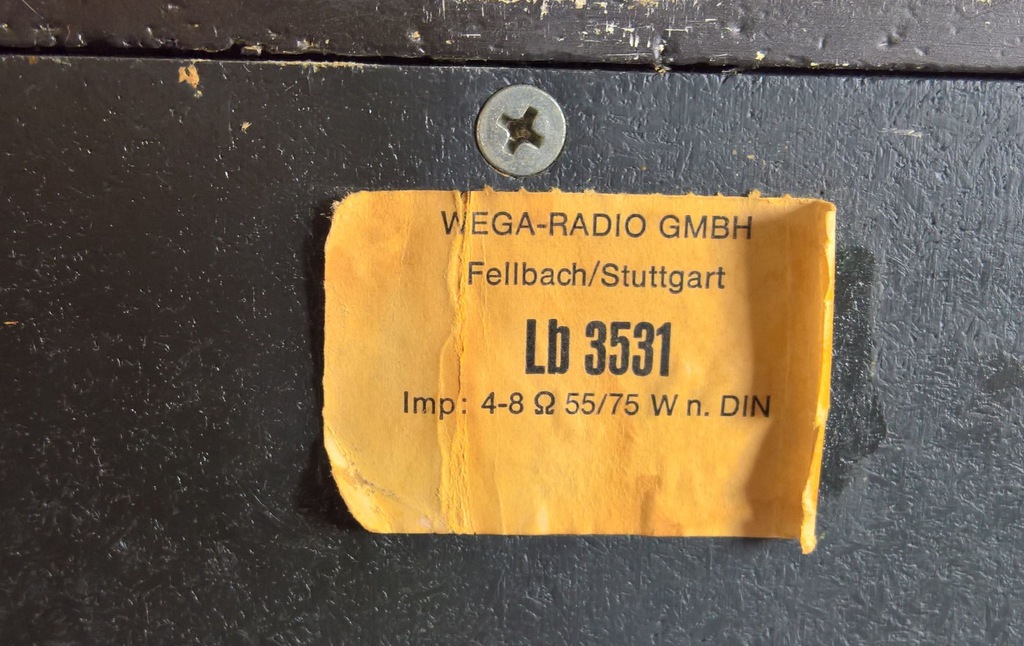 WEGA-RADIO GMBH
Fellbach/Stuttgart
Lb 3531
Imp: 4-8 Ω 55/75 W n. DIN